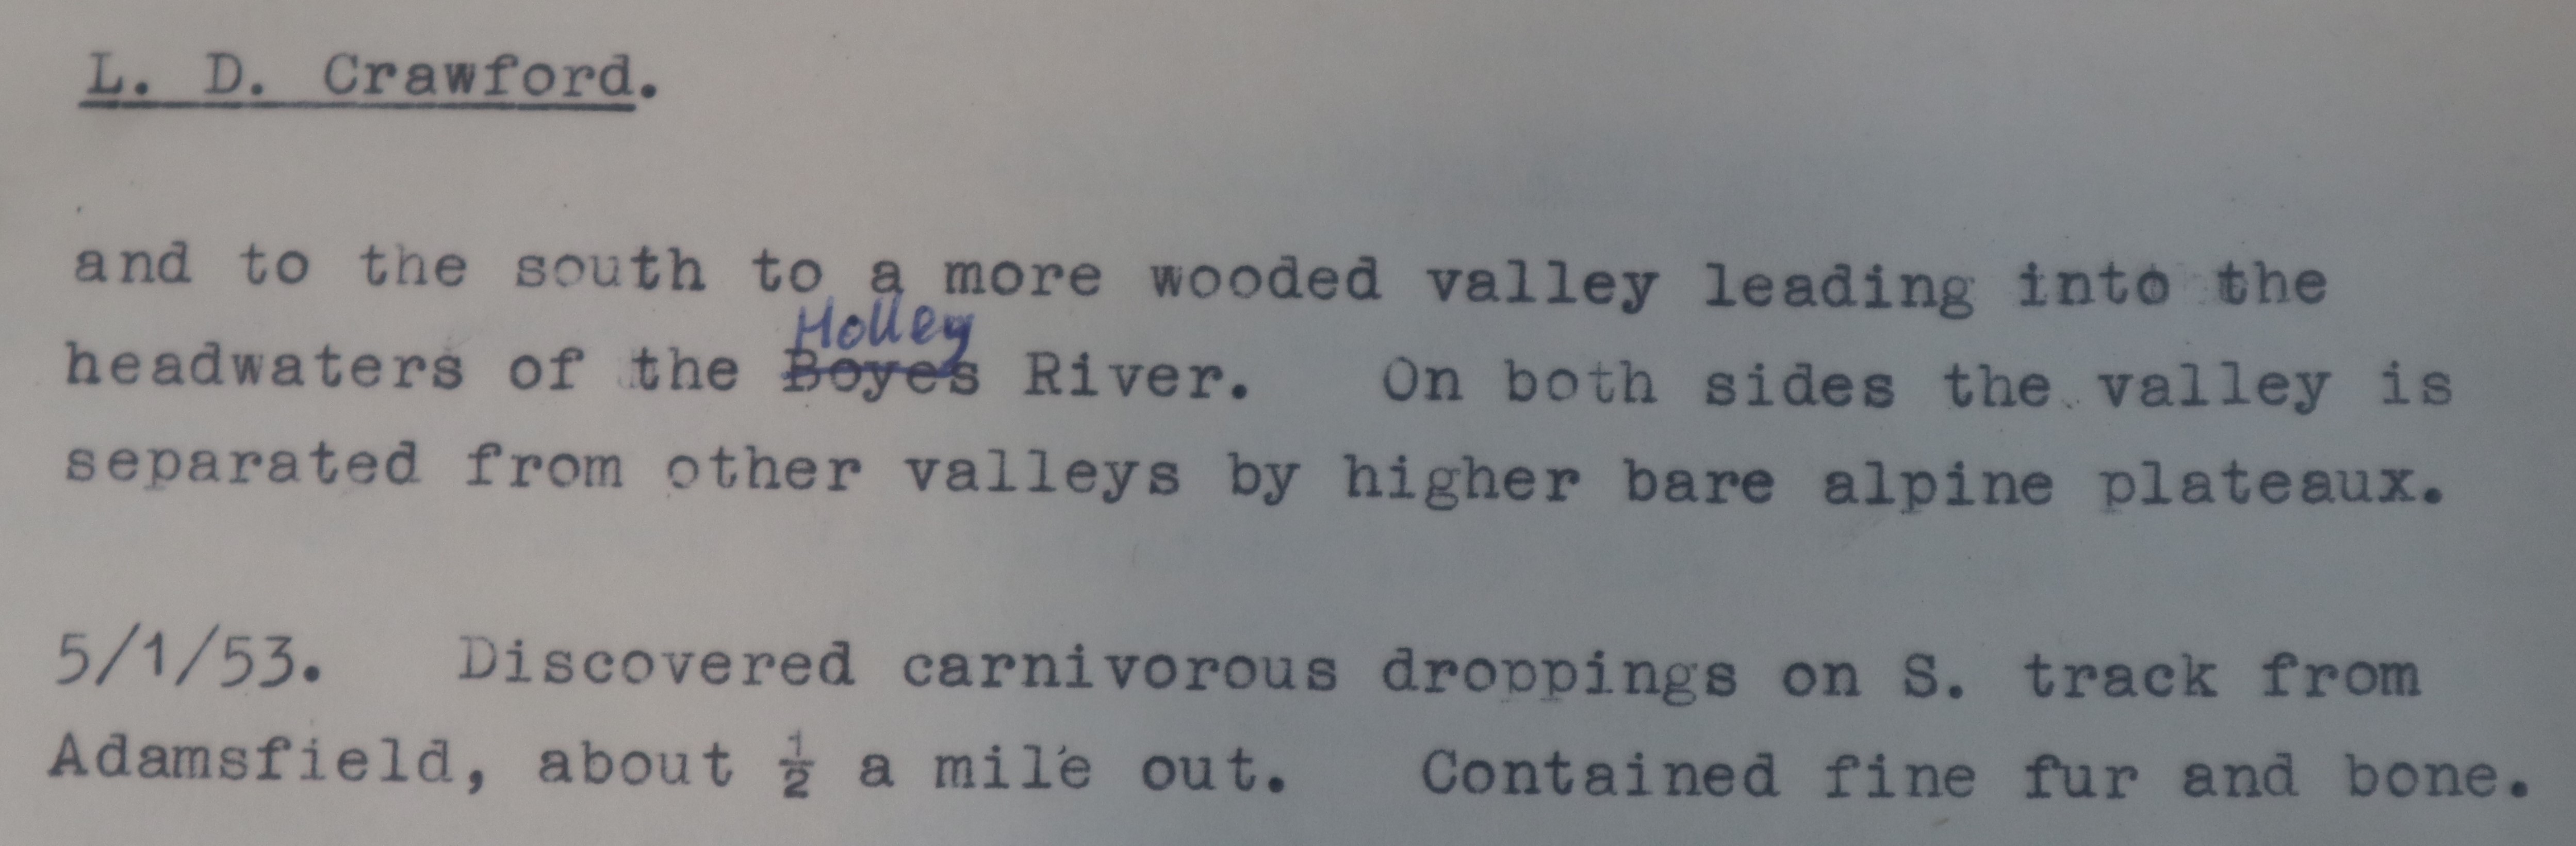 L. D. Crawford.
and to the south to a more wooded valley leading into the
Holley
headwaters of the Boyes River. On both sides the valley is
separated from other valleys by higher bare alpine plateaux.
5/1/53. Discovered carnivorous droppings on S. track from
Adamsfield, about ½ a mile out. Contained fine fur and bone.